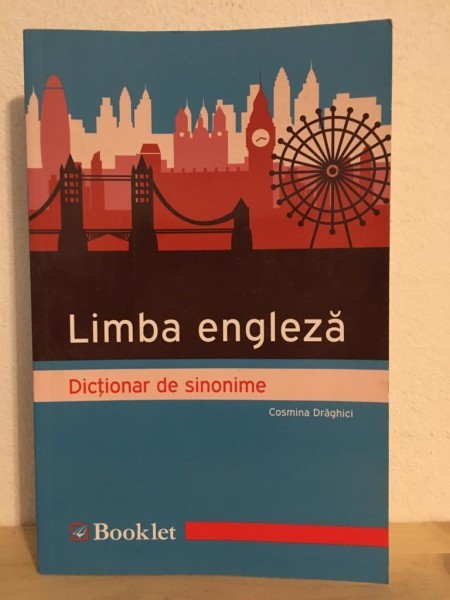 Limba engleză
Dicționar de sinonime
Cosmina Drăghici
Booklet